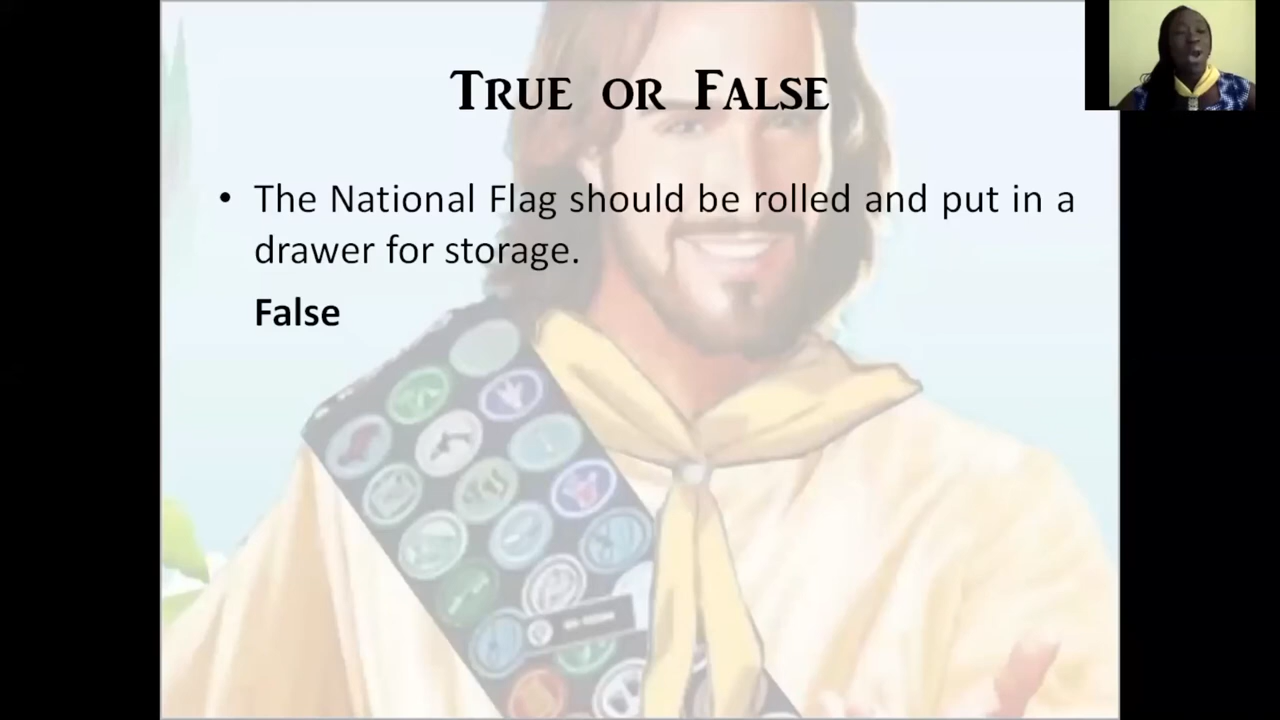 TRUE OR FALSE
• The National Flag should be rolled and put in a
drawer for storage.
False